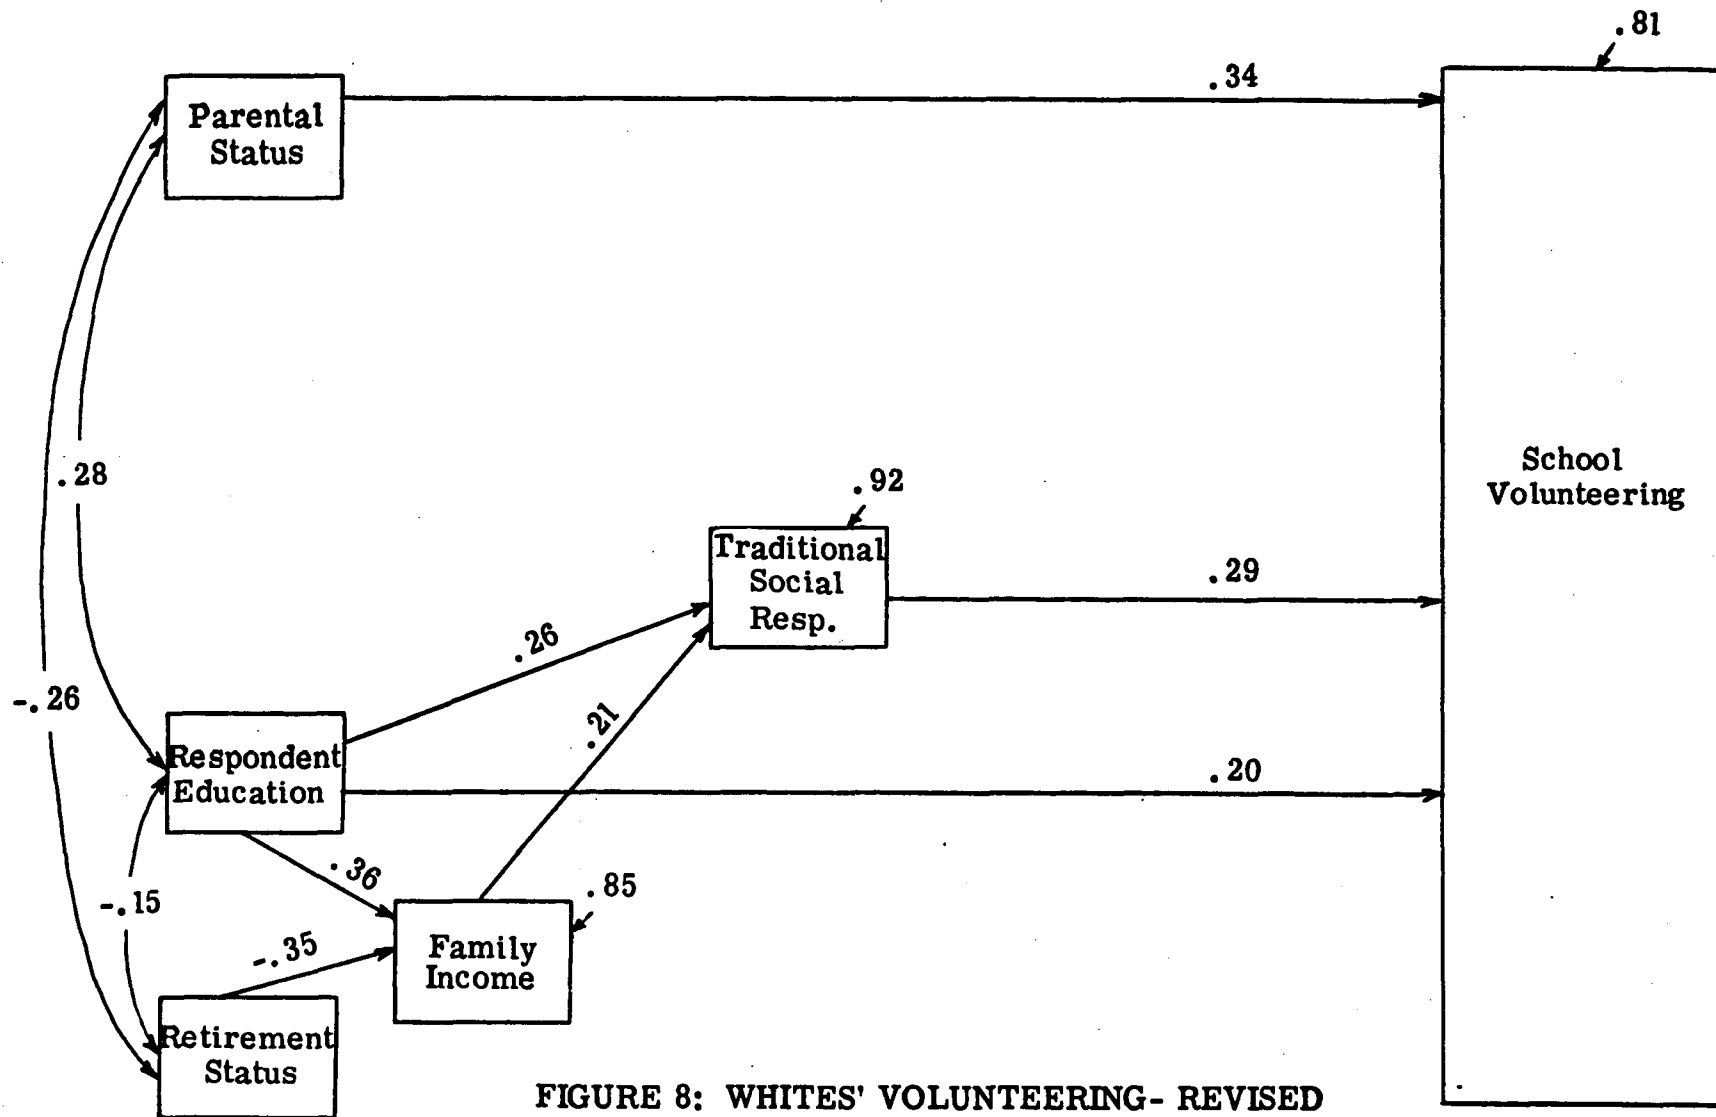 .81
.34
Parental
Status
.28
.92
School
Volunteering
Traditional
Social
Resp.
.29
.26
-.26
.21
Respondent
Education
.20
.36
.85
-.15
-.35
Family
Income
Retirement
Status
FIGURE 8: WHITES' VOLUNTEERING- REVISED